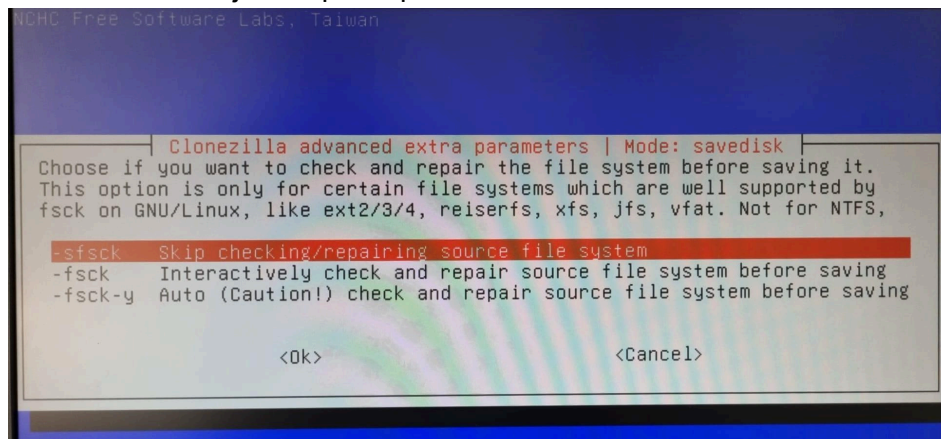 NCHC Free Software Labs, Taiwan
Clonezilla advanced extra parameters | Mode: savedisk
Choose if you want to check and repair the file system before saving it.
This option is only for certain file systems which are well supported by
fsck on GNU/Linux, like ext2/3/4, reiserfs, xfs, jfs, vfat. Not for NTFS,
-sfsck Skip checking/repairing source file system
-fsck Interactively check and repair source file system before saving
-fsck-y Auto (Caution!) check and repair source file system before saving
<Ok> <Cancel>